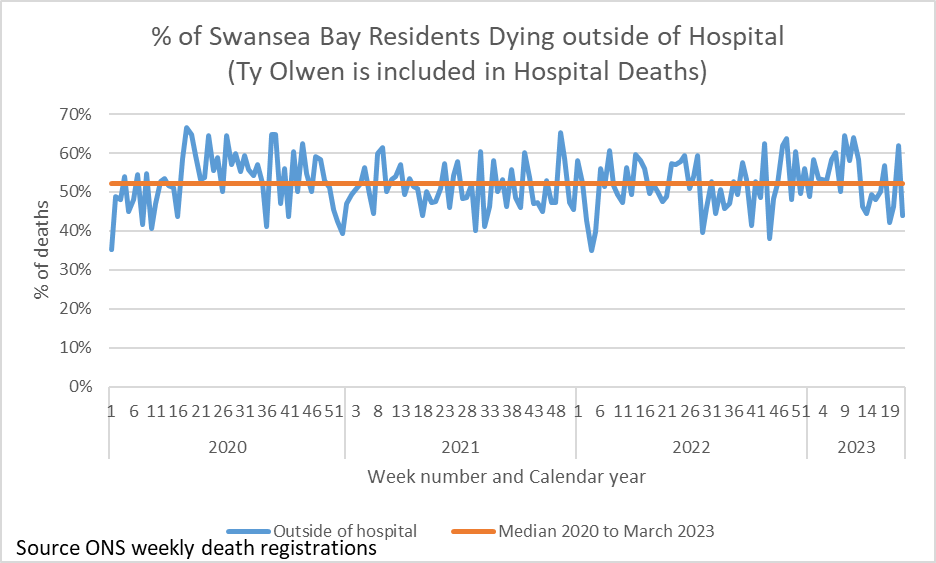 % of Swansea Bay Residents Dying outside of Hospital
(Ty Olwen is included in Hospital Deaths)
% of deaths
70%
60%
50%
40%
30%
20%
10%
0%
1 6 11 16 21 26 31 36 41 46 51 3 8 13 18 23 28 33 38 43 48 1 6 11 16 21 26 31 36 41 46 51 4 9 14 19
2020 2021 2022 2023
Week number and Calendar year
Outside of hospital Median 2020 to March 2023
Source ONS weekly death registrations